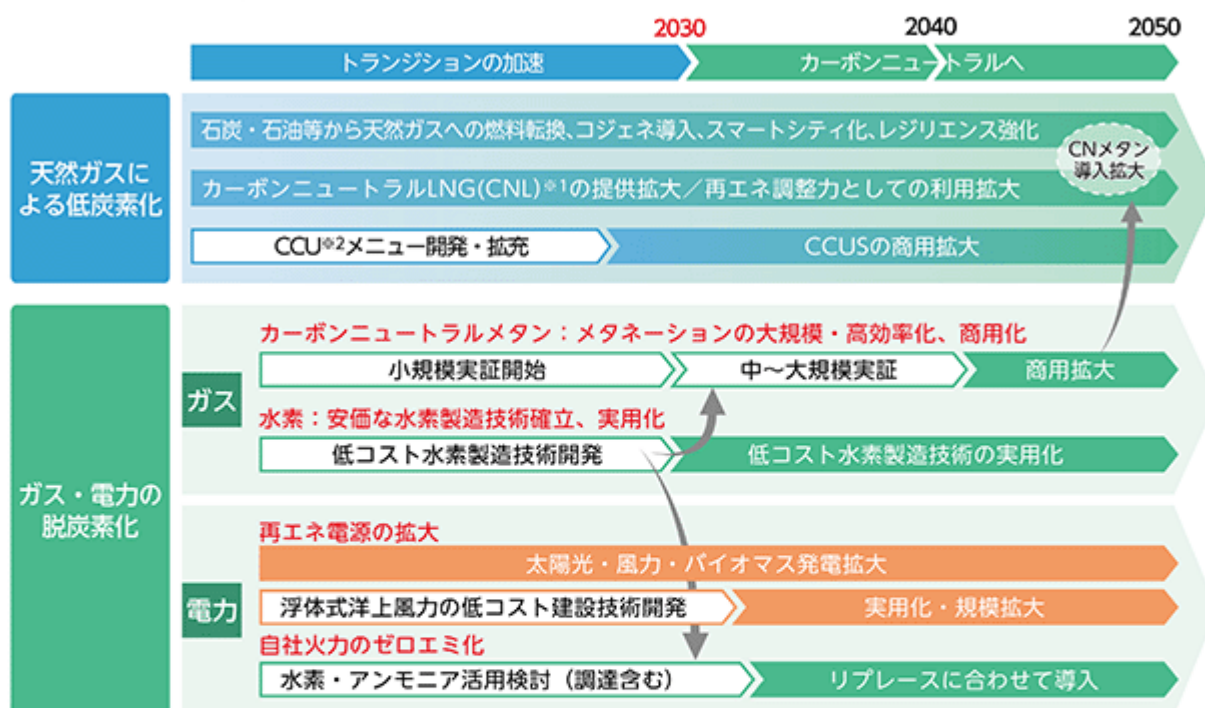 2030
2040
2050
トランジションの加速
カーボンニュートラルへ
天然ガスに
よる低炭素化
石炭・石油等から天然ガスへの燃料転換、コジェネ導入、スマートシティ化、レジリエンス強化
CNメタン
導入拡大
カーボンニュートラルLNG(CNL)※1の提供拡大／再エネ調整力としての利用拡大
CCU※2メニュー開発・拡充
CCUSの商用拡大
ガス・電力の
脱炭素化
ガス
カーボンニュートラルメタン：メタネーションの大規模・高効率化、商用化
小規模実証開始
中～大規模実証
商用拡大
水素：安価な水素製造技術確立、実用化
低コスト水素製造技術開発
低コスト水素製造技術の実用化
電力
再エネ電源の拡大
太陽光・風力・バイオマス発電拡大
浮体式洋上風力の低コスト建設技術開発
実用化・規模拡大
自社火力のゼロエミ化
水素・アンモニア活用検討（調達含む）
リプレースに合わせて導入